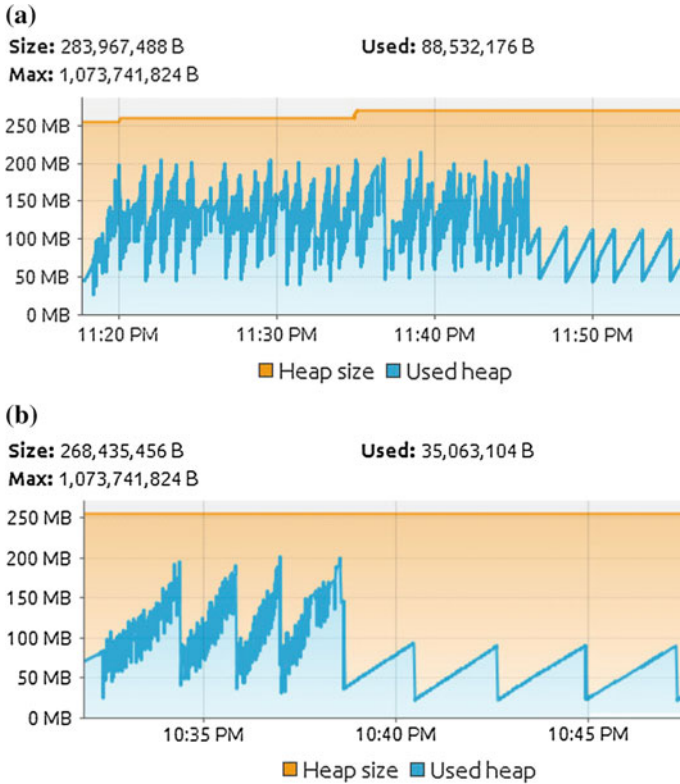 (a)
Size: 283,967,488 B Used: 88,532,176 B
Max: 1,073,741,824 B
250 MB
200 MB
150 MB
100 MB
50 MB
0 MB
11:20 PM 11:30 PM 11:40 PM 11:50 PM
Heap size Used heap
(b)
Size: 268,435,456 B Used: 35,063,104 B
Max: 1,073,741,824 B
250 MB
200 MB
150 MB
100 MB
50 MB
0 MB
10:35 PM 10:40 PM 10:45 PM
Heap size Used heap